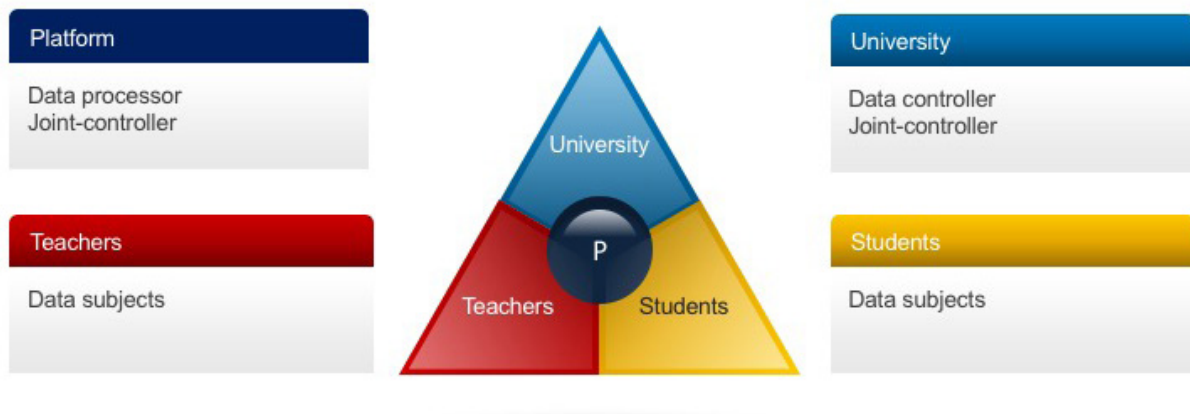 Platform
Data processor
Joint-controller
University
Data controller
Joint-controller
Teachers
Data subjects
Students
Data subjects
University
P
Teachers
Students